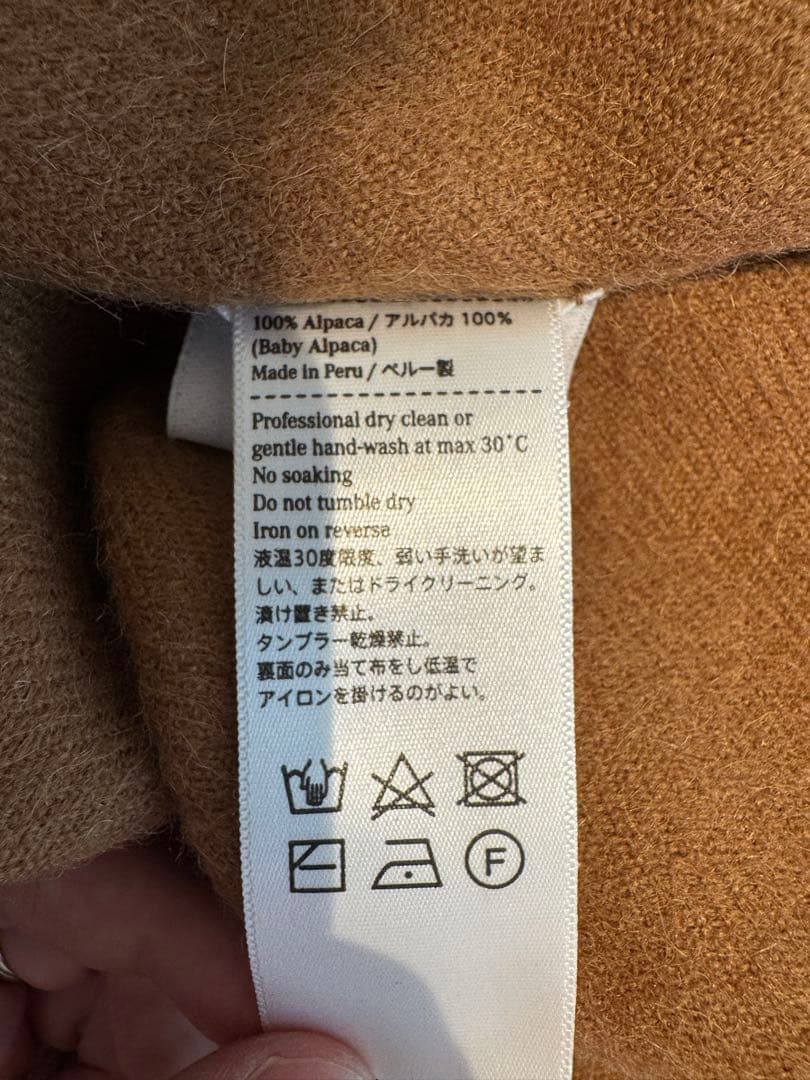 100% Alpaca / アルパカ 100%
(Baby Alpaca)
Made in Peru / ペルー製
Professional dry clean or
gentle hand-wash at max 30°C
No soaking
Do not tumble dry
Iron on reverse
液温30度限度、弱い手洗いが望ま
しい、またはドライクリーニング。
漬け置き禁止。
タンブラー乾燥禁止。
裏面のみ当て布をし低温で
アイロンを掛けるのがよい。
F